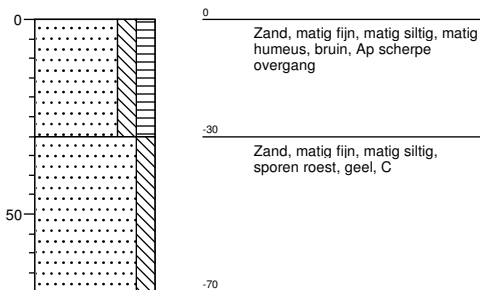 0
0
Zand, matig fijn, matig siltig, matig
humeus, bruin, Ap scherpe
overgang
-30
Zand, matig fijn, matig siltig,
sporen roest, geel, C
50
-70